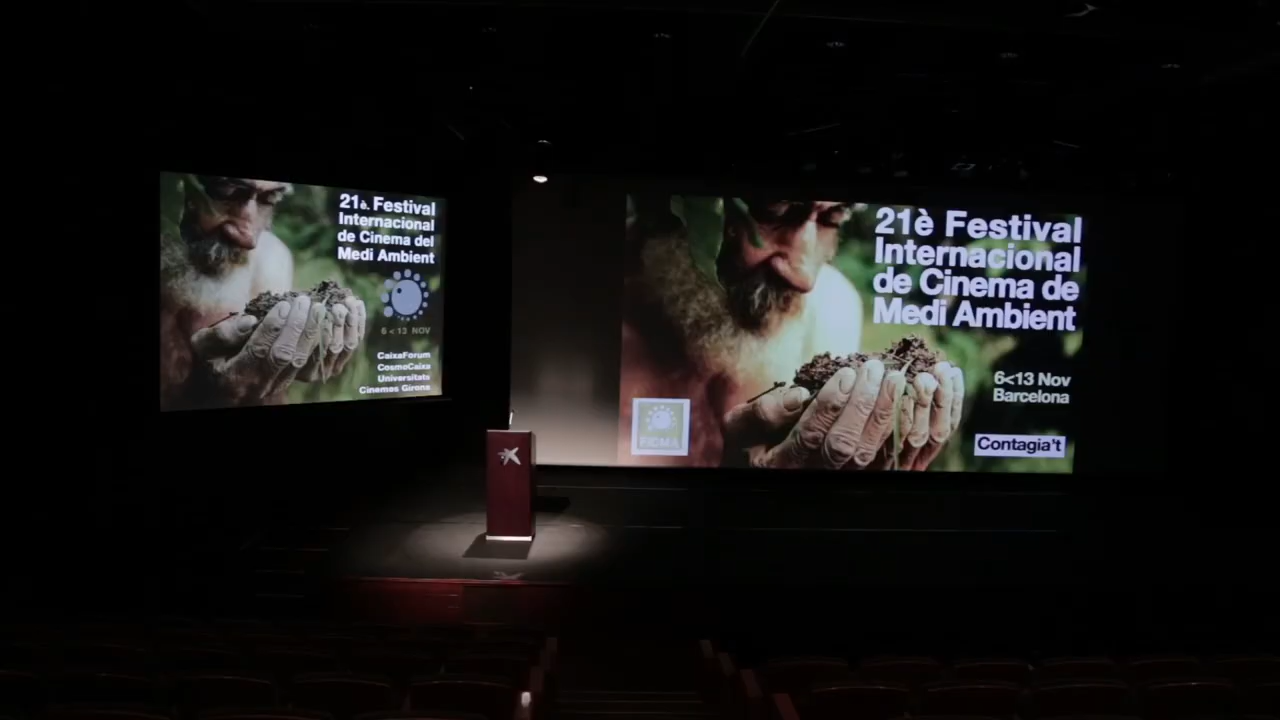 21è. Festival
Internacional
de Cinema del
Medi Ambient
6 < 13 NOV
CaixaForum
CosmoCaixa
Universitats
Cinemes Girona
21è Festival
Internacional
de Cinema de
Medi Ambient
6<13 Nov
Barcelona
Contagia't
FICMA